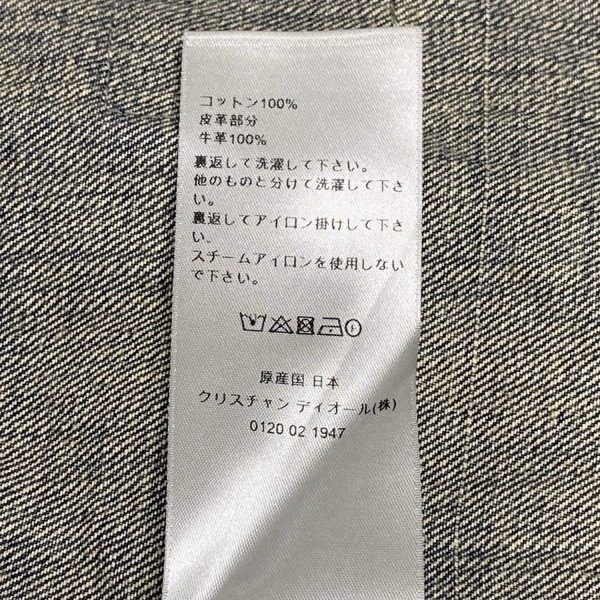 コットン100%
皮革部分
牛革100%
裏返して洗濯して下さい。
他のものと分けて洗濯して下さ
い。
裏返してアイロン掛けして下さ
い.
スチームアイロンを使用しない
で下さい。
原産国 日本
クリスチャン ディオール(株)
0120 02 1947